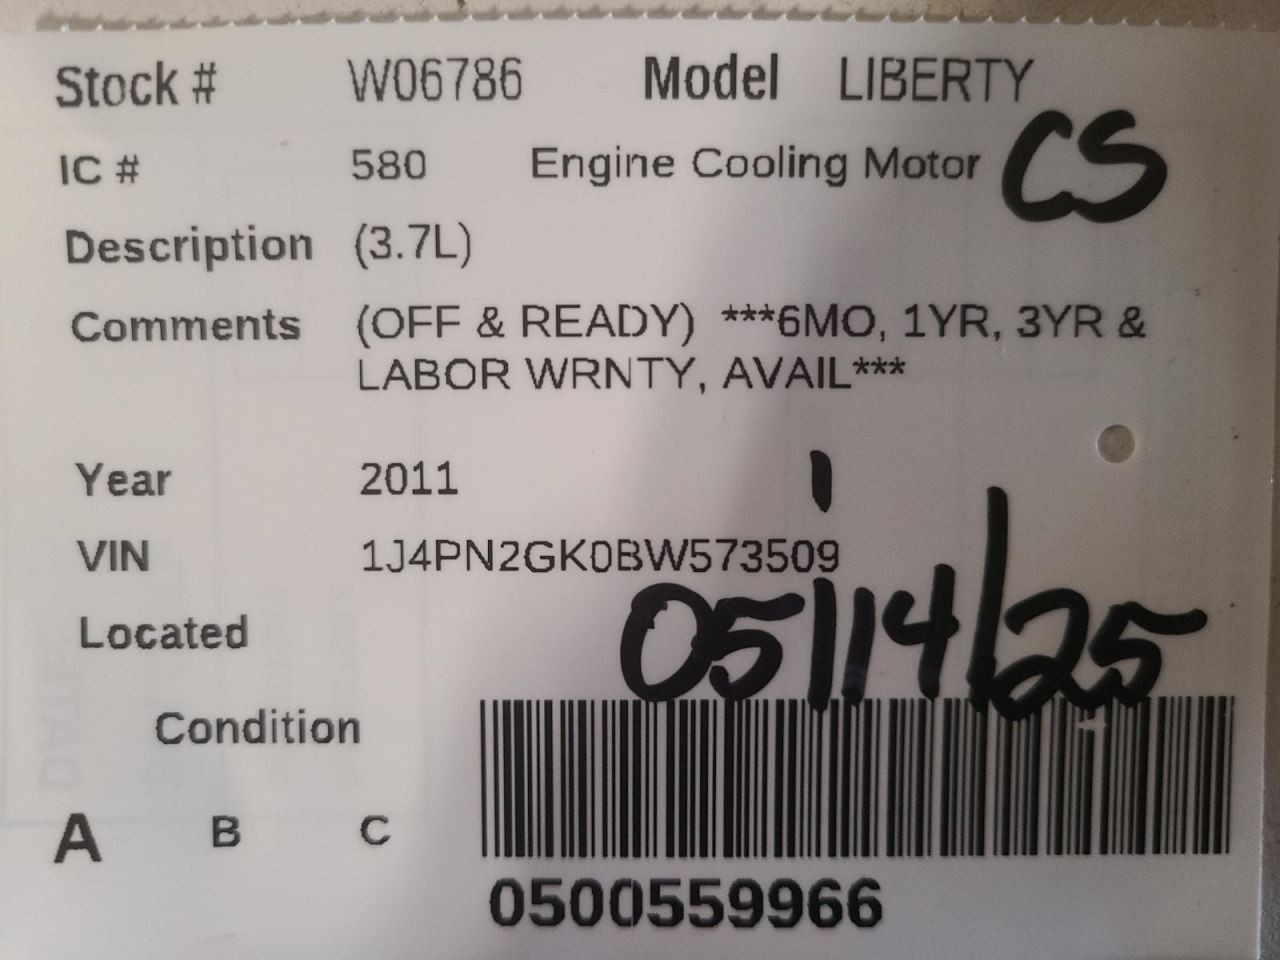 Stock # W06786 Model LIBERTY
IC # 580 Engine Cooling Motor CS
Description (3.7L)
Comments (OFF & READY) ***6MO, 1YR, 3YR &
LABOR WRNTY, AVAIL***
Year 2011
VIN 1J4PN2GK0BW573509
Located
05/14/25
Condition
A B C
0500559966